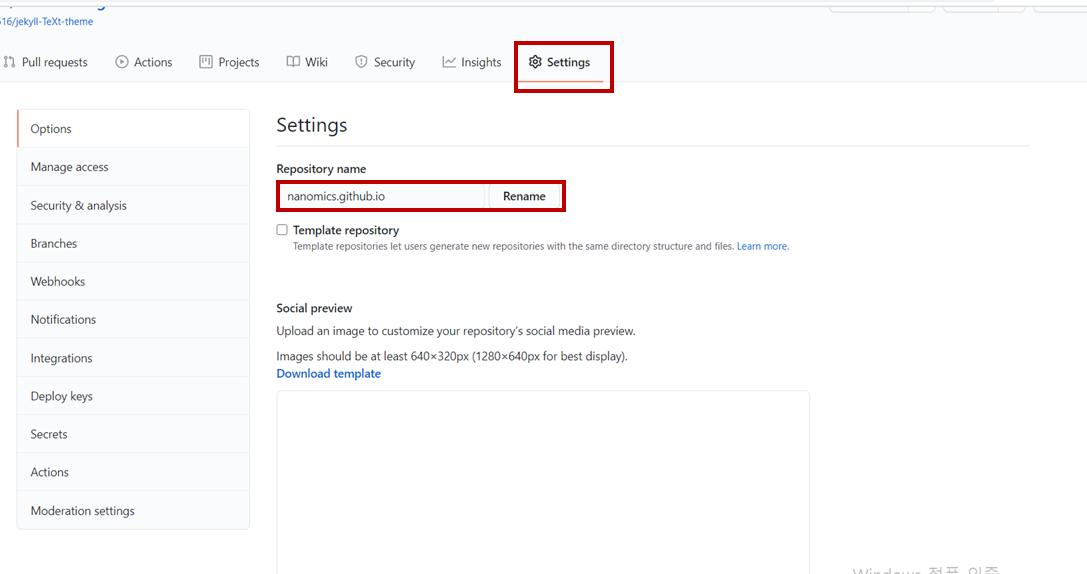 516/jekyll-TeXt-theme
Pull requests Actions Projects Wiki Security Insights Settings
Options
Manage access
Security & analysis
Branches
Webhooks
Notifications
Integrations
Deploy keys
Secrets
Actions
Moderation settings
Settings
Repository name
nanomics.github.io Rename
Template repository
Template repositories let users generate new repositories with the same directory structure and files. Learn more.
Social preview
Upload an image to customize your repository's social media preview.
Images should be at least 640×320px (1280×640px for best display).
Download template
Windows 정품 인증